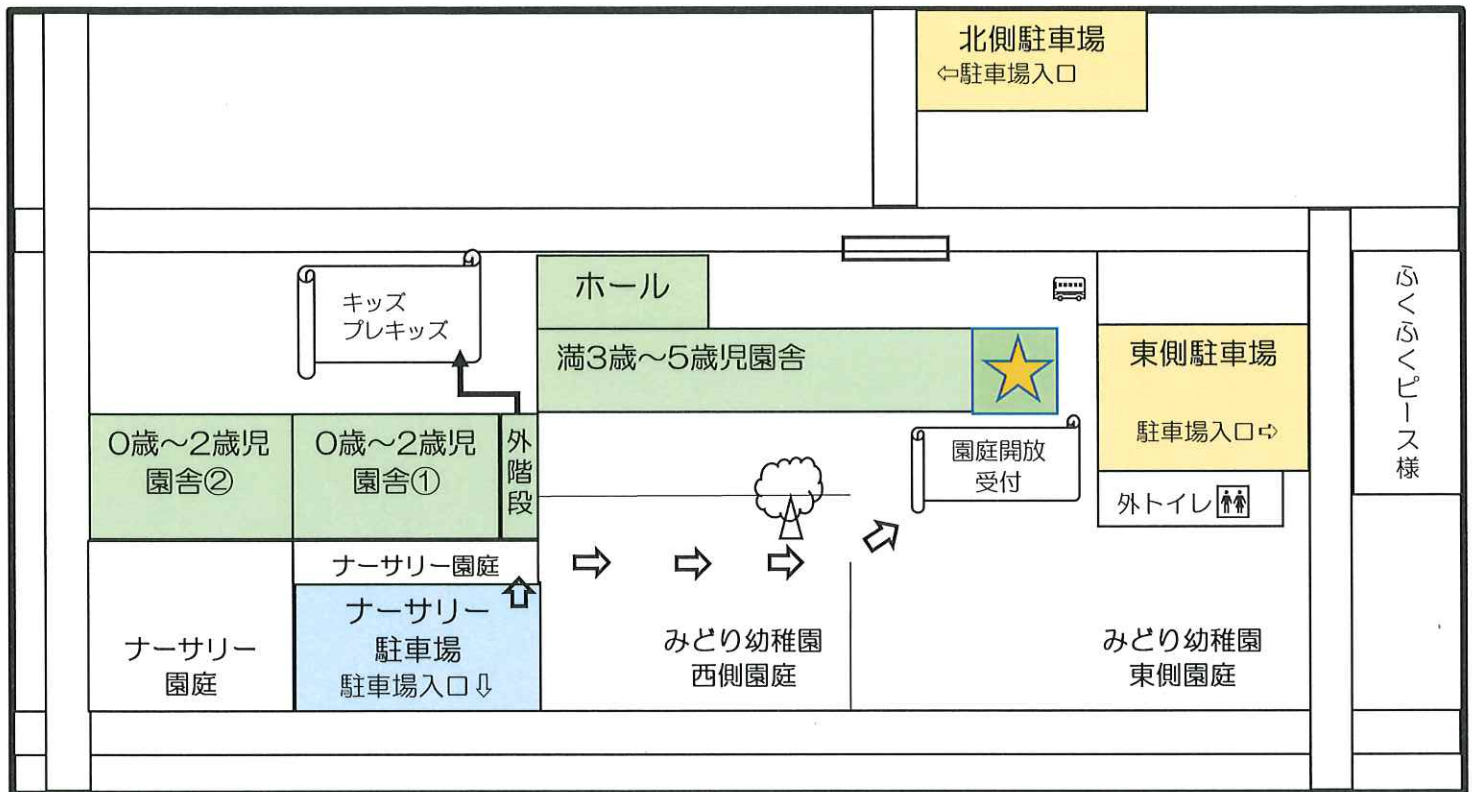 北側駐車場
⇦駐車場入口
キッズ
プレキッズ
ホール
満3歳～5歳児園舎
東側駐車場
駐車場入口⇨
ふくふくピース様
0歳～2歳児
園舎②
0歳～2歳児
園舎①
外階段
園庭開放
受付
外トイレ
ナーサリー園庭
ナーサリー
園庭
ナーサリー
駐車場
駐車場入口⇩
みどり幼稚園
西側園庭
みどり幼稚園
東側園庭